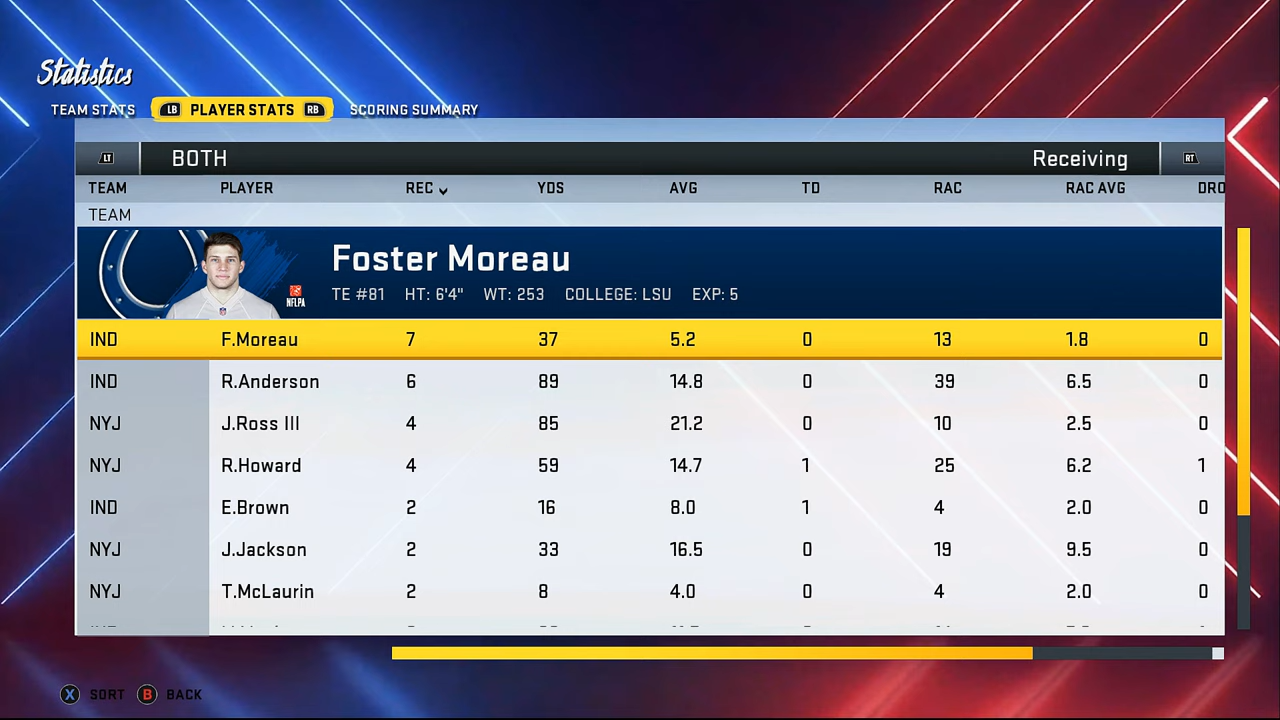 Statistics
TEAM STATS LB PLAYER STATS RB SCORING SUMMARY
LT BOTH Receiving RT
TEAM PLAYER REC YDS AVG TD RAC RAC AVG DRO
TEAM
Foster Moreau
TE #81 HT: 6'4" WT: 253 COLLEGE: LSU EXP: 5
NFLPA
IND F.Moreau 7 37 5.2 0 13 1.8 0
IND R.Anderson 6 89 14.8 0 39 6.5 0
NYJ J.Ross III 4 85 21.2 0 10 2.5 0
NYJ R.Howard 4 59 14.7 1 25 6.2 1
IND E.Brown 2 16 8.0 1 4 2.0 0
NYJ J.Jackson 2 33 16.5 0 19 9.5 0
NYJ T.McLaurin 2 8 4.0 0 4 2.0 0
X SORT B BACK